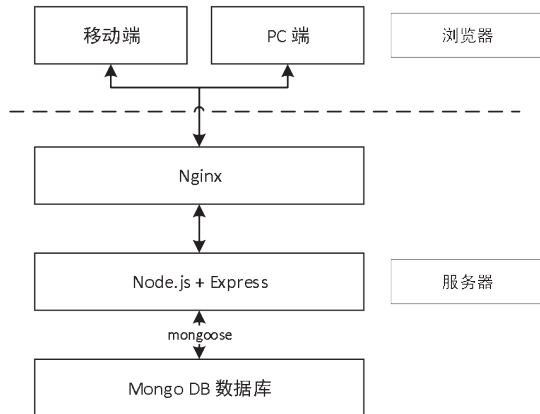 移动端
PC 端
浏览器
Nginx
Node.js + Express
服务器
mongoose
Mongo DB 数据库